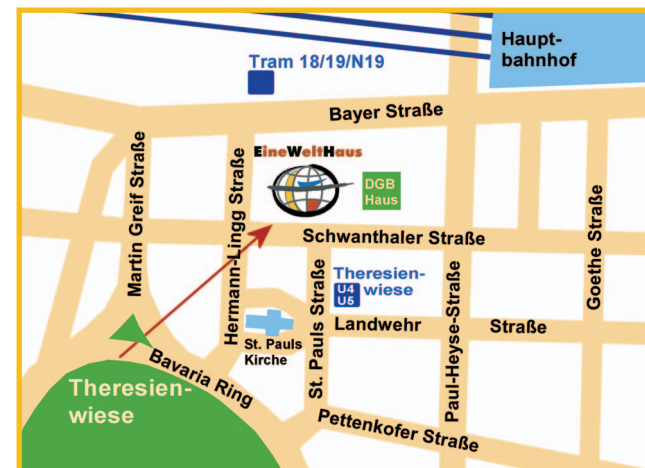 Haupt-
bahnhof
Tram 18/19/N19
Bayer Straße
EineWeltHaus
DGB
Haus
Martin Greif Straße
Hermann-Lingg Straße
Schwanthaler Straße
Goethe Straße
Theresien-
wiese
U4
U5
St. Pauls Straße
Paul-Heyse-Straße
Landwehr Straße
St. Pauls
Kirche
Bavaria Ring
Theresien-
wiese
Pettenkofer Straße